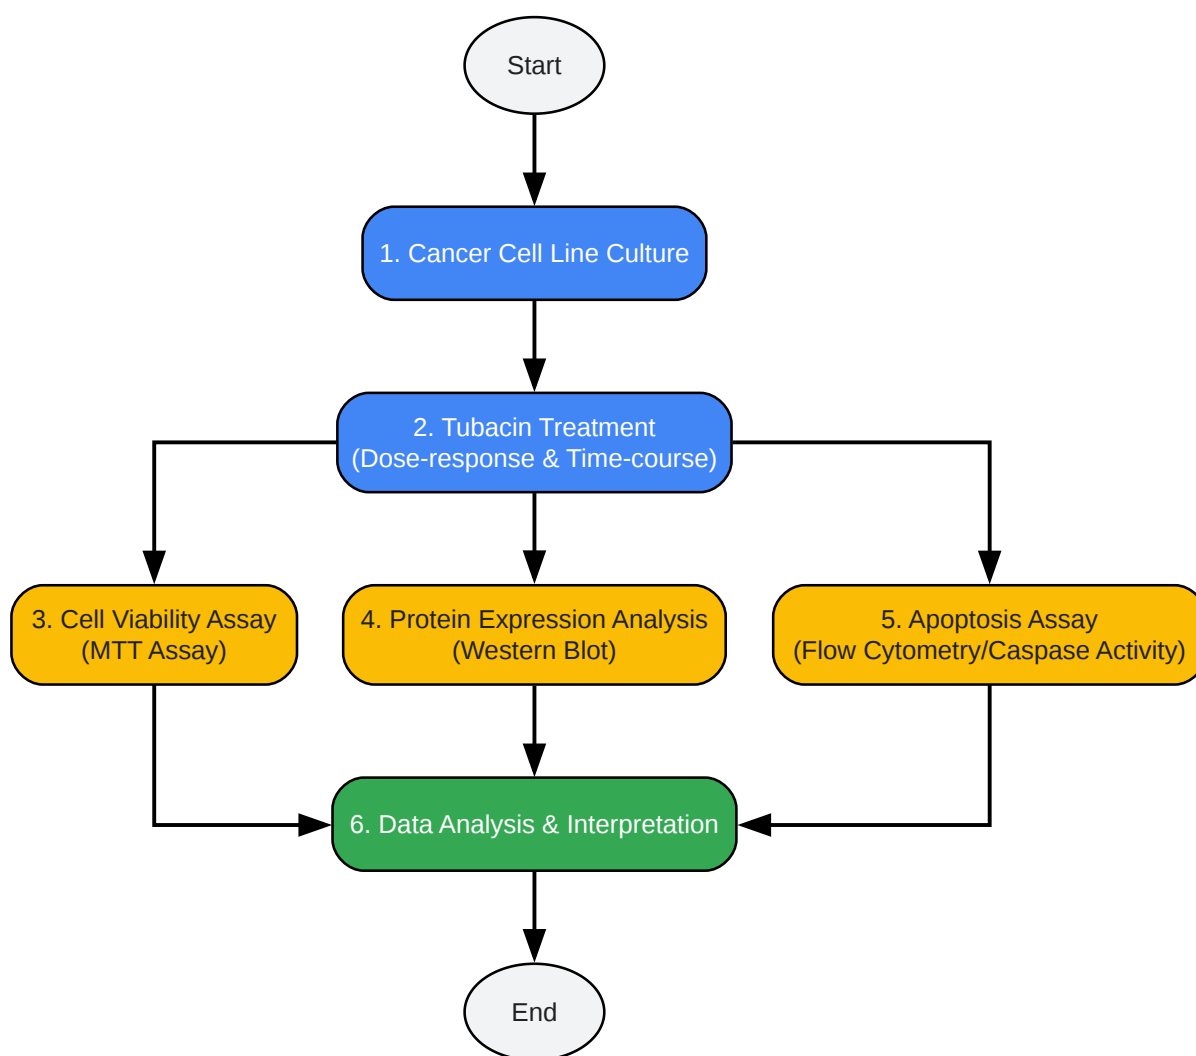 Start
1. Cancer Cell Line Culture
2. Tubacin Treatment
(Dose-response & Time-course)
3. Cell Viability Assay
(MTT Assay)
4. Protein Expression Analysis
(Western Blot)
5. Apoptosis Assay
(Flow Cytometry/Caspase Activity)
6. Data Analysis & Interpretation
End